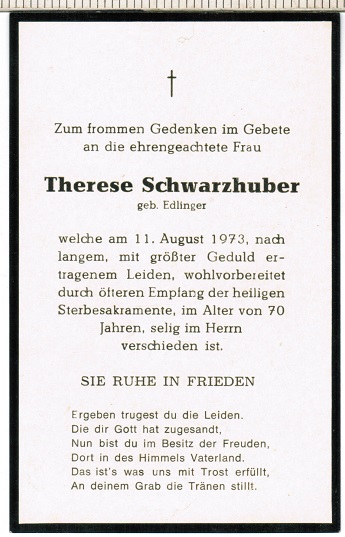 Zum frommen Gedenken im Gebete
an die ehrengeachtete Frau
Therese Schwarzhuber
geb. Edlinger
welche am 11. August 1973, nach
langem, mit größter Geduld er-
tragenem Leiden, wohlvorbereitet
durch öfteren Empfang der heiligen
Sterbesakramente, im Alter von 70
Jahren, selig im Herrn
verschieden ist.
SIE RUHE IN FRIEDEN
Ergeben trugest du die Leiden.
Die dir Gott hat zugesandt,
Nun bist du im Besitz der Freuden,
Dort in des Himmels Vaterland.
Das ist's was uns mit Trost erfüllt,
An deinem Grab die Tränen stillt.